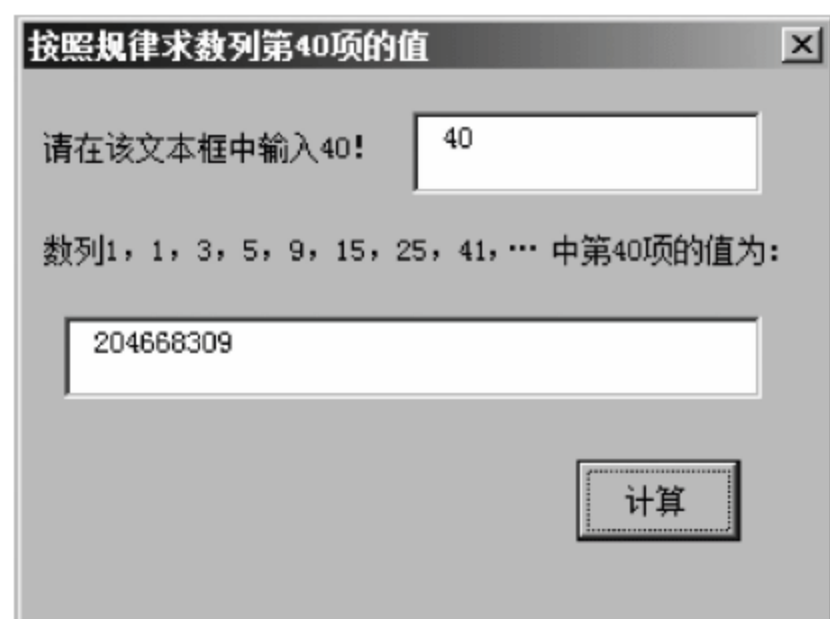 按照规律求数列第40项的值
请在该文本框中输入40!
40
数列1, 1, 3, 5, 9, 15, 25, 41, … 中第40项的值为:
204668309
计算